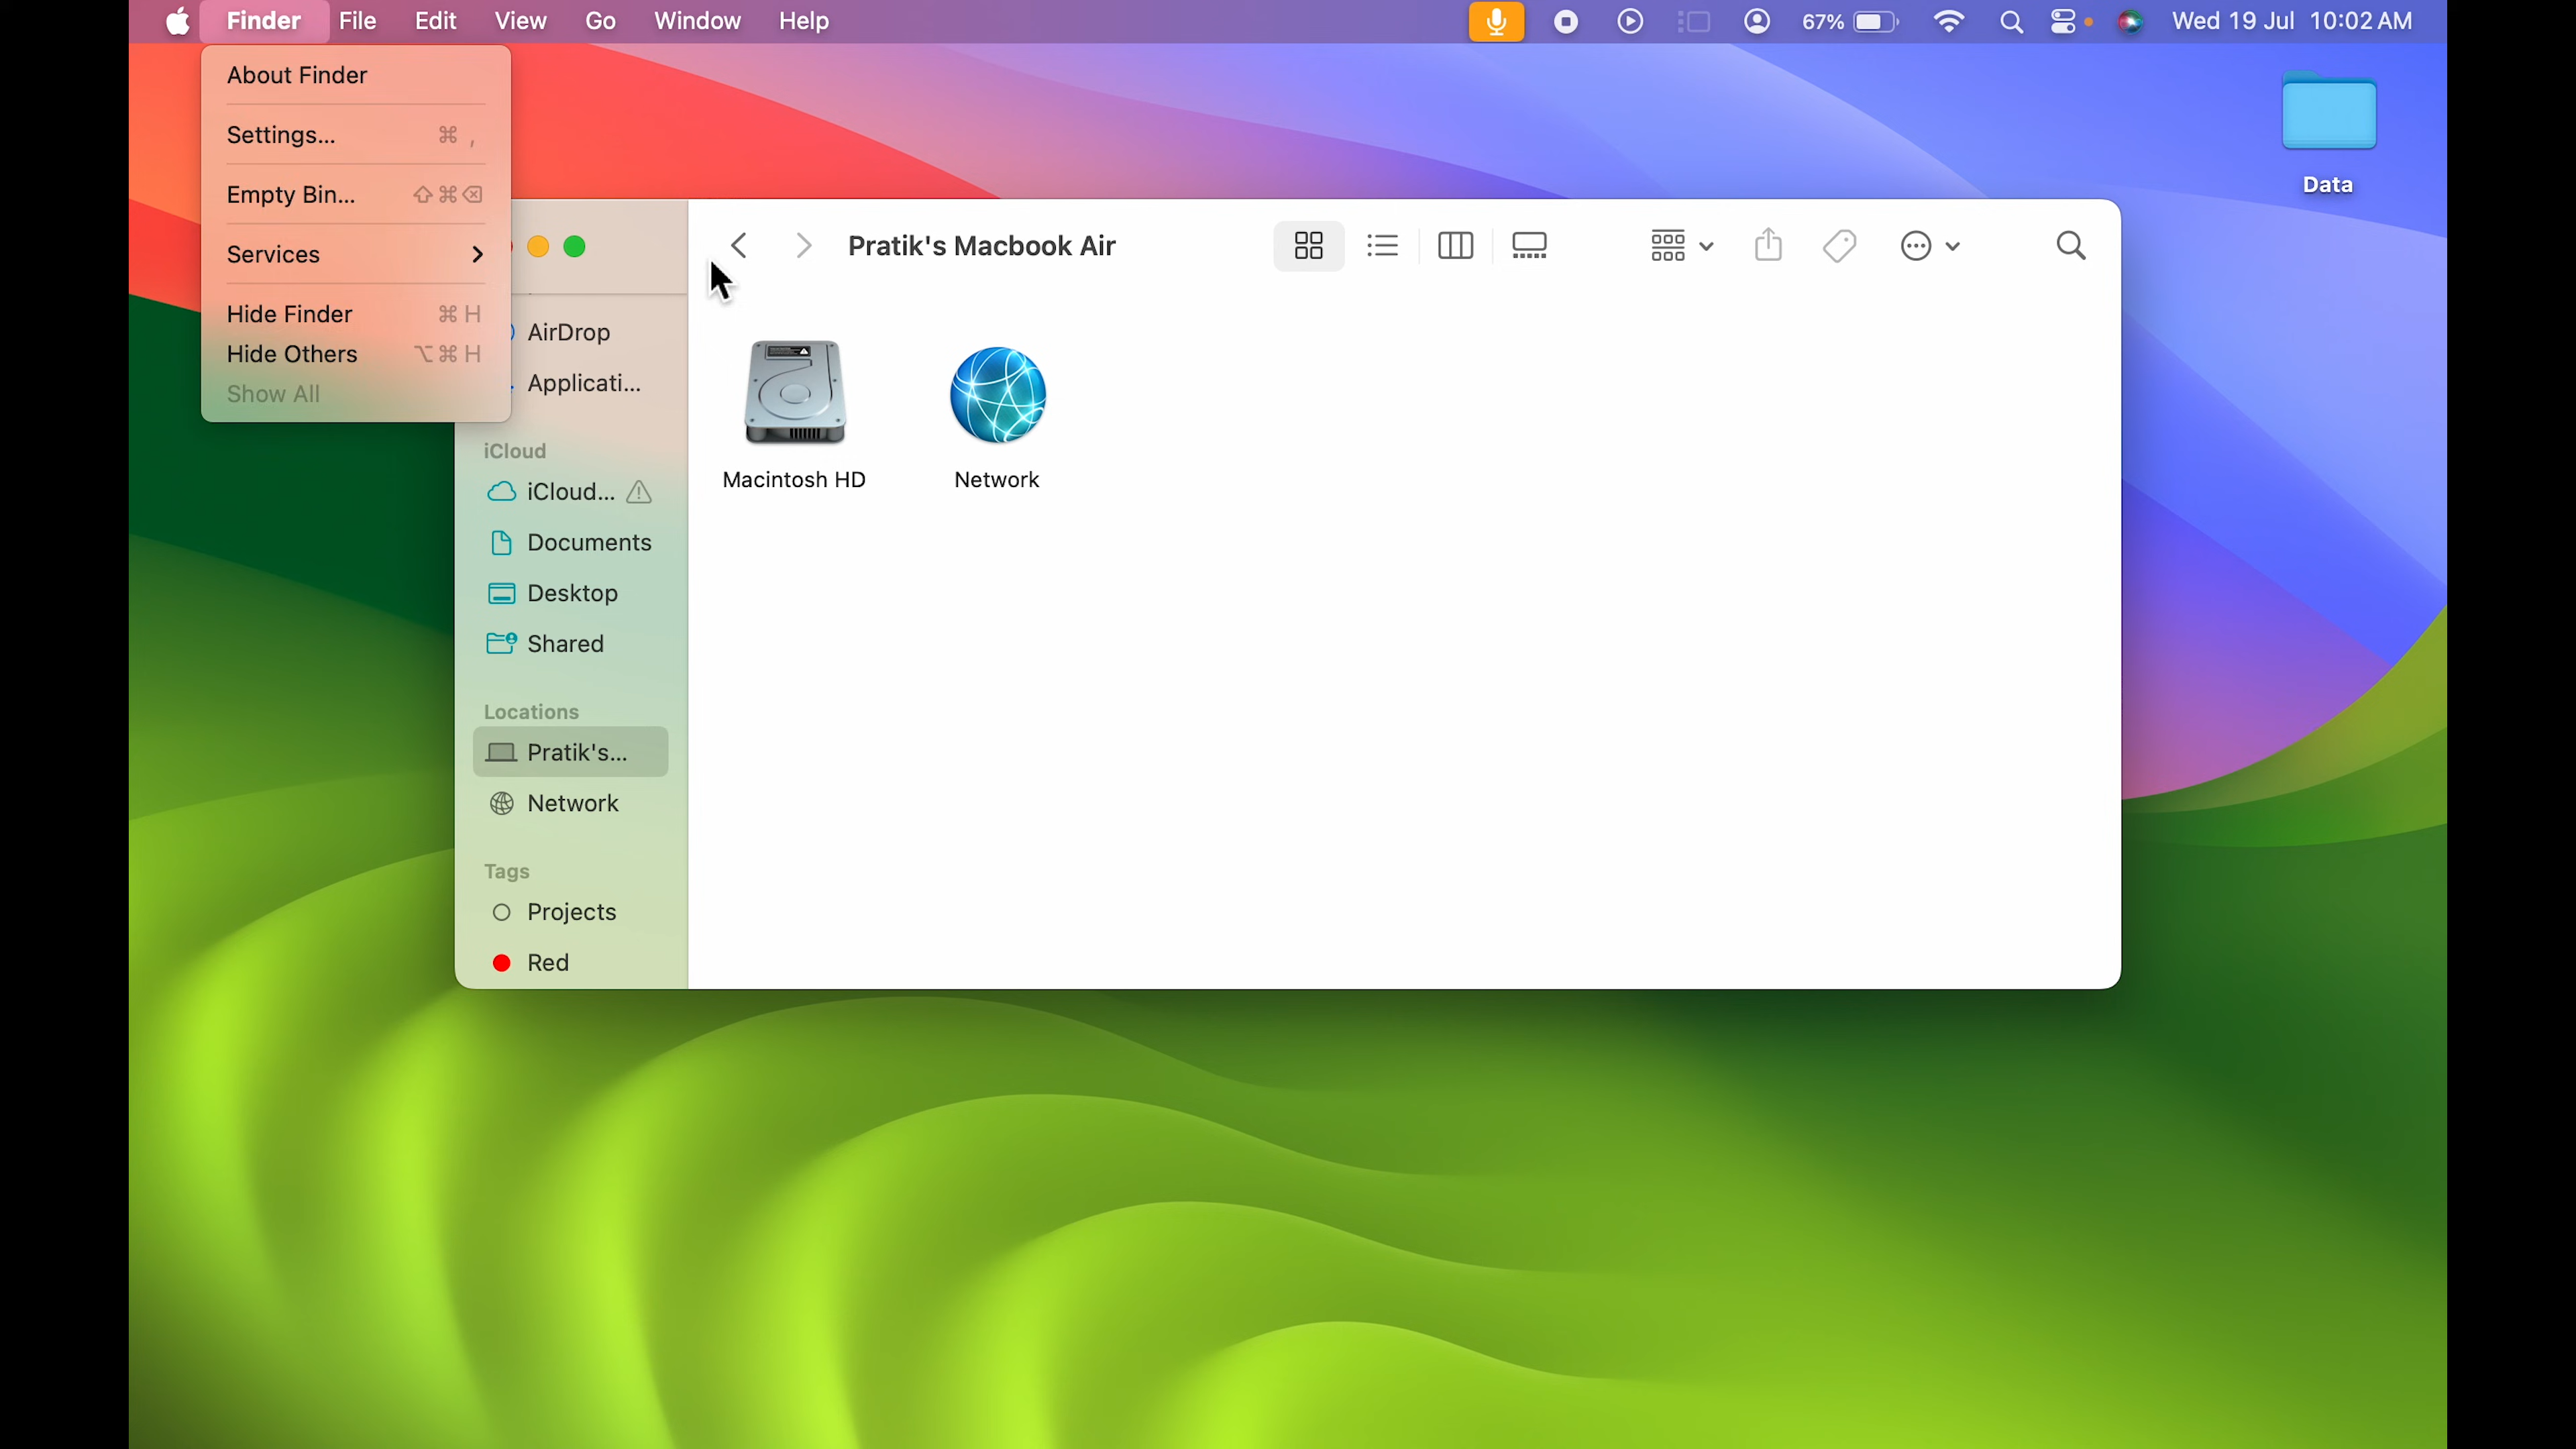 Finder File Edit View Go Window Help 67% Wed 19 Jul 10:02 AM
About Finder
Settings... ⌘ ,
Empty Bin... ⇧⌘⌫
Services
Hide Finder ⌘ H
Hide Others ⌥⌘ H
Show All
Data
Pratik's Macbook Air
AirDrop
Applicati...
iCloud
iCloud...
Documents
Desktop
Shared
Locations
Pratik's...
Network
Tags
Projects
Red
Macintosh HD
Network